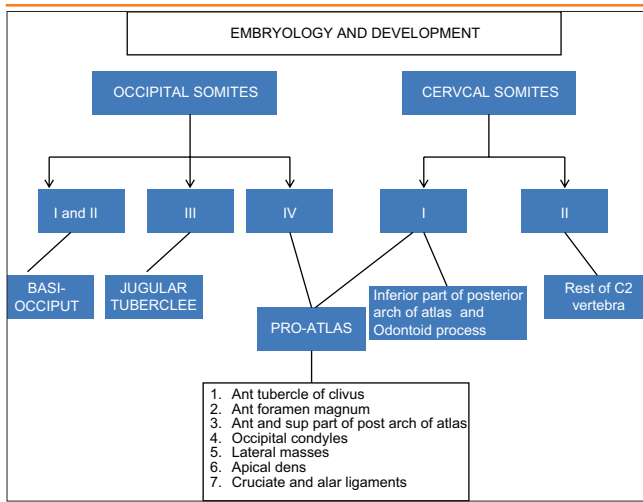 EMBRYOLOGY AND DEVELOPMENT
OCCIPITAL SOMITES
CERVCAL SOMITES
I and II
III
IV
I
II
BASI-
OCCIPUT
JUGULAR
TUBERCLEE
PRO-ATLAS
Inferior part of posterior
arch of atlas and
Odontoid process
Rest of C2
vertebra
1. Ant tubercle of clivus
2. Ant foramen magnum
3. Ant and sup part of post arch of atlas
4. Occipital condyles
5. Lateral masses
6. Apical dens
7. Cruciate and alar ligaments